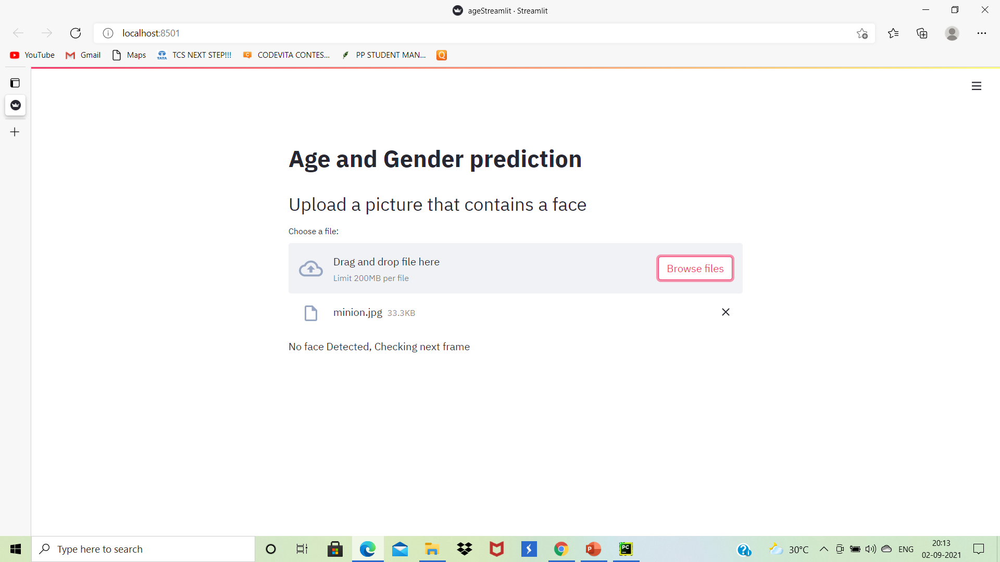 ageStreamlit · Streamlit
localhost:8501
YouTube Gmail Maps TCS NEXT STEP!!! CODEVITA CONTES... PP STUDENT MAN...
Age and Gender prediction
Upload a picture that contains a face
Choose a file:
Drag and drop file here
Limit 200MB per file
Browse files
minion.jpg 33.3KB
No face Detected, Checking next frame
Type here to search
30°C
ENG
20:13
02-09-2021